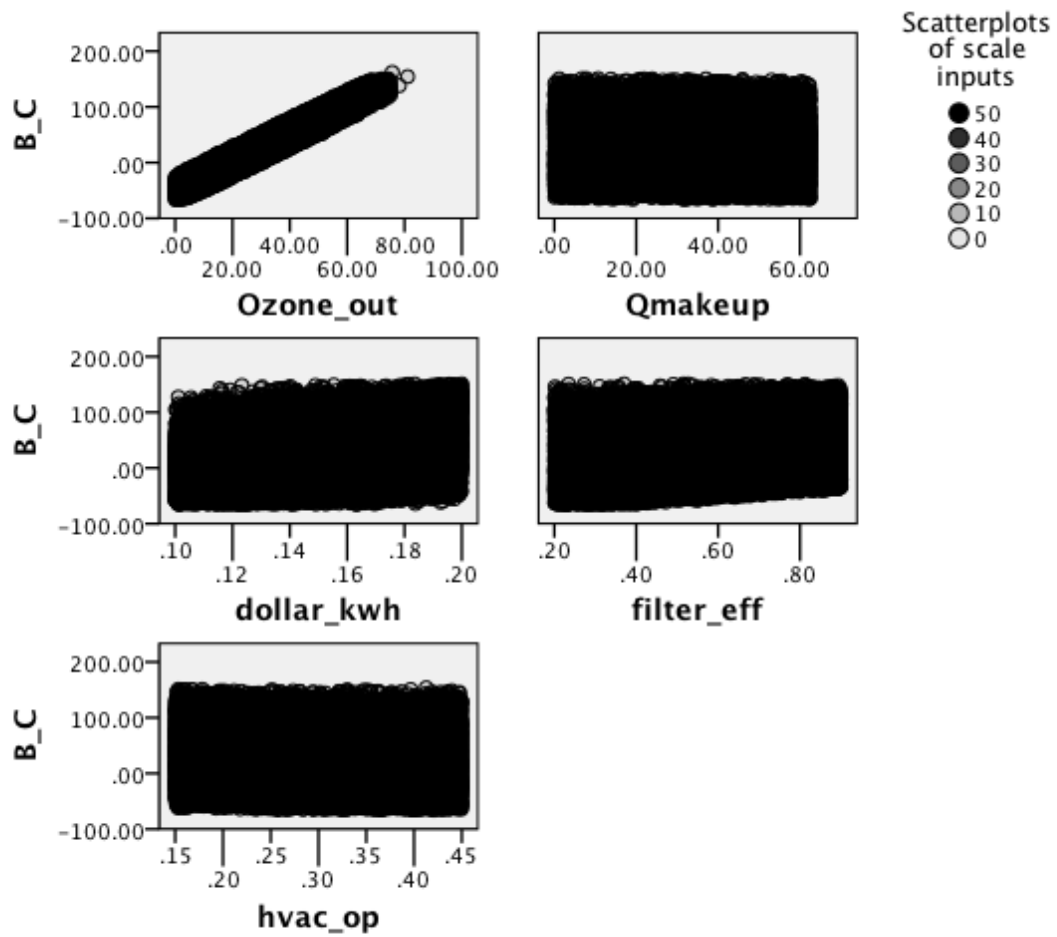 Scatterplots
of scale
inputs
50
40
30
20
10
0
B_C
200.00
100.00
.00
-100.00
.00 40.00 80.00
20.00 60.00 100.00
Ozone_out
.00 40.00
20.00 60.00
Qmakeup
B_C
200.00
100.00
.00
-100.00
.10 .14 .18
.12 .16 .20
dollar_kwh
.20 .60
.40 .80
filter_eff
B_C
200.00
100.00
.00
-100.00
.15 .25 .35 .45
.20 .30 .40
hvac_op